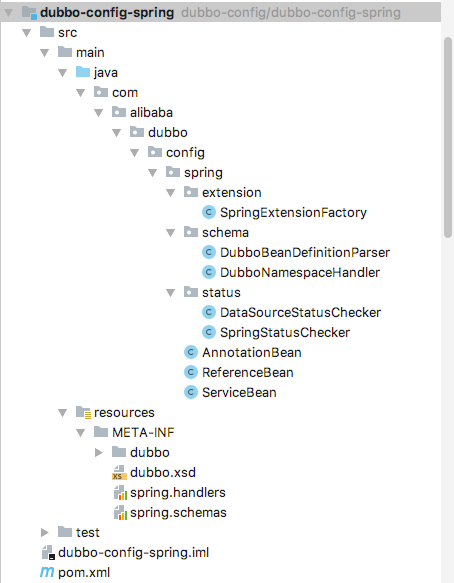 dubbo-config-spring dubbo-config/dubbo-config-spring
src
main
java
com
alibaba
dubbo
config
spring
extension
C SpringExtensionFactory
schema
C DubboBeanDefinitionParser
C DubboNamespaceHandler
status
C DataSourceStatusChecker
C SpringStatusChecker
C AnnotationBean
C ReferenceBean
C ServiceBean
resources
META-INF
dubbo
XS dubbo.xsd
spring.handlers
spring.schemas
test
dubbo-config-spring.iml
m pom.xml